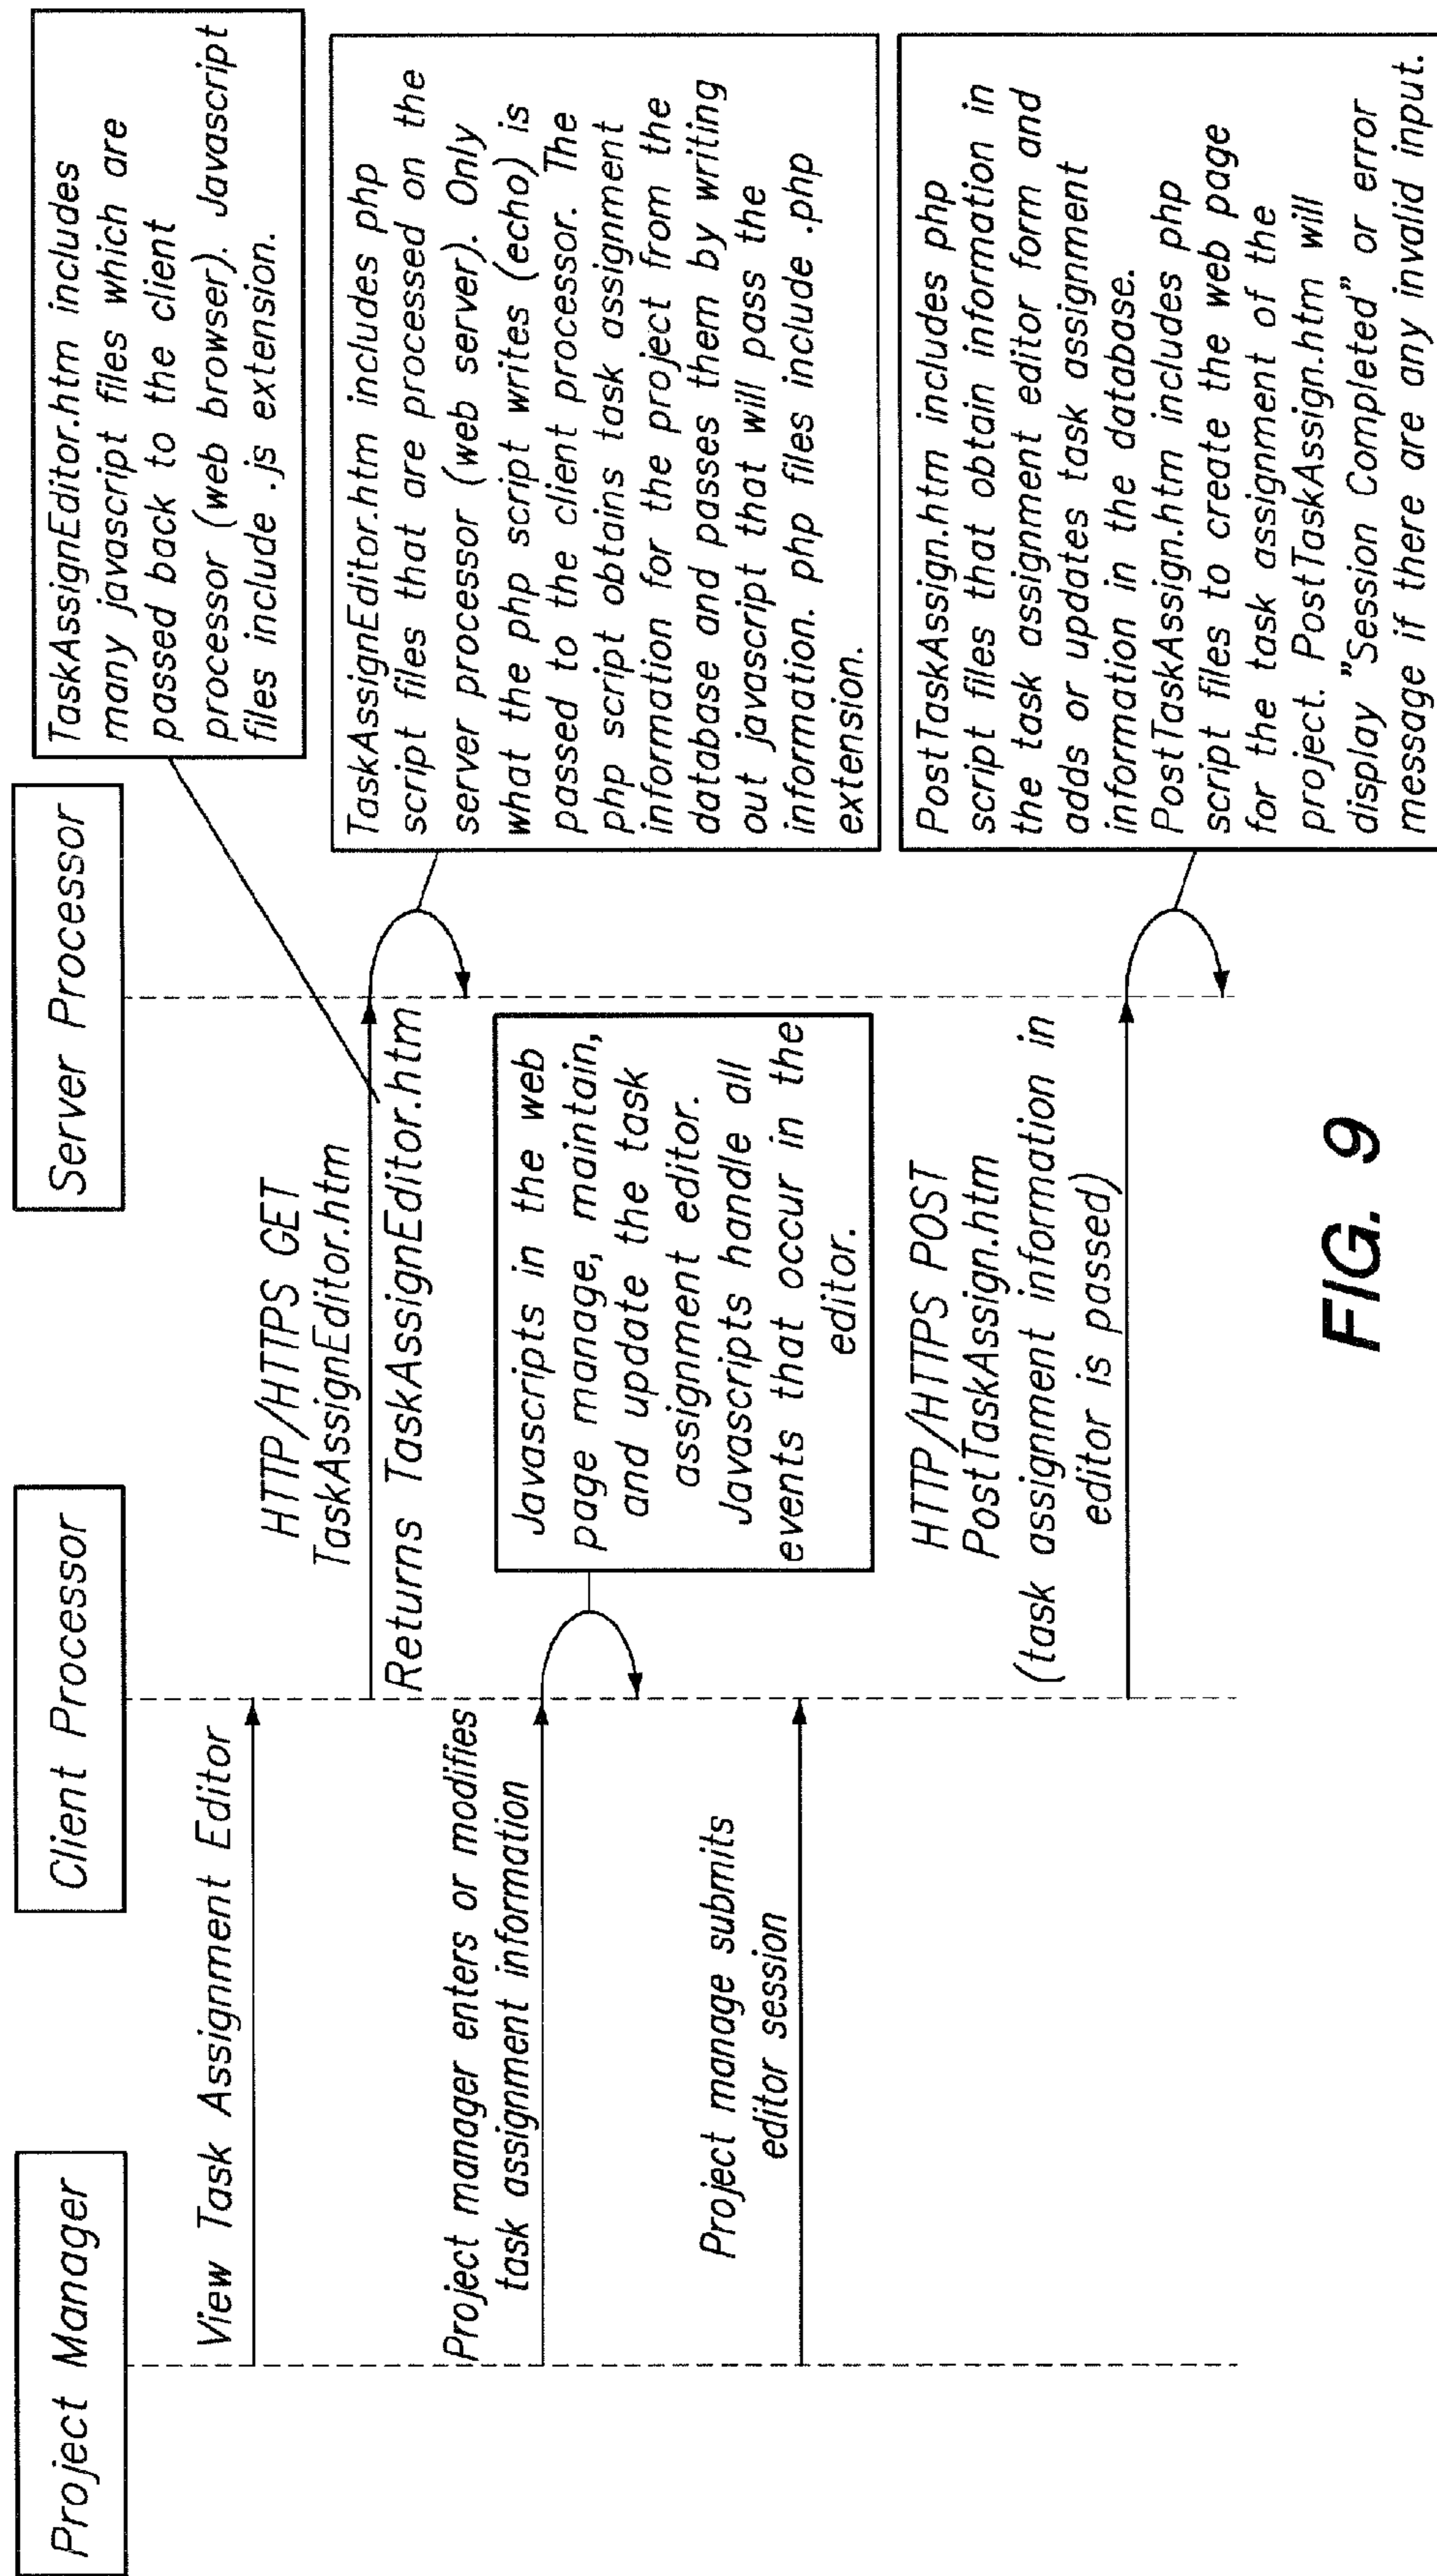 Project Manager
Client Processor
Server Processor
View Task Assignment Editor
HTTP/HTTPS GET
TaskAssignEditor.htm
Returns TaskAssignEditor.htm
TaskAssignEditor.htm includes
many javascript files which are
passed back to the client
processor (web browser). Javascript
files include .js extension.
TaskAssignEditor.htm includes php
script files that are processed on the
server processor (web server). Only
what the php script writes (echo) is
passed to the client processor. The
php script obtains task assignment
information for the project from the
database and passes them by writing
out javascript that will pass the
information. php files include .php
extension.
Project manager enters or modifies
task assignment information
Javascripts in the web
page manage, maintain,
and update the task
assignment editor.
Javascripts handle all
events that occur in the
editor.
Project manage submits
editor session
HTTP/HTTPS POST
PostTaskAssign.htm
(task assignment information in
editor is passed)
PostTaskAssign.htm includes php
script files that obtain information in
the task assignment editor form and
adds or updates task assignment
information in the database.
PostTaskAssign.htm includes php
script files to create the web page
for the task assignment of the
project. PostTaskAssign.htm will
display "Session Completed" or error
message if there are any invalid input.
FIG. 9